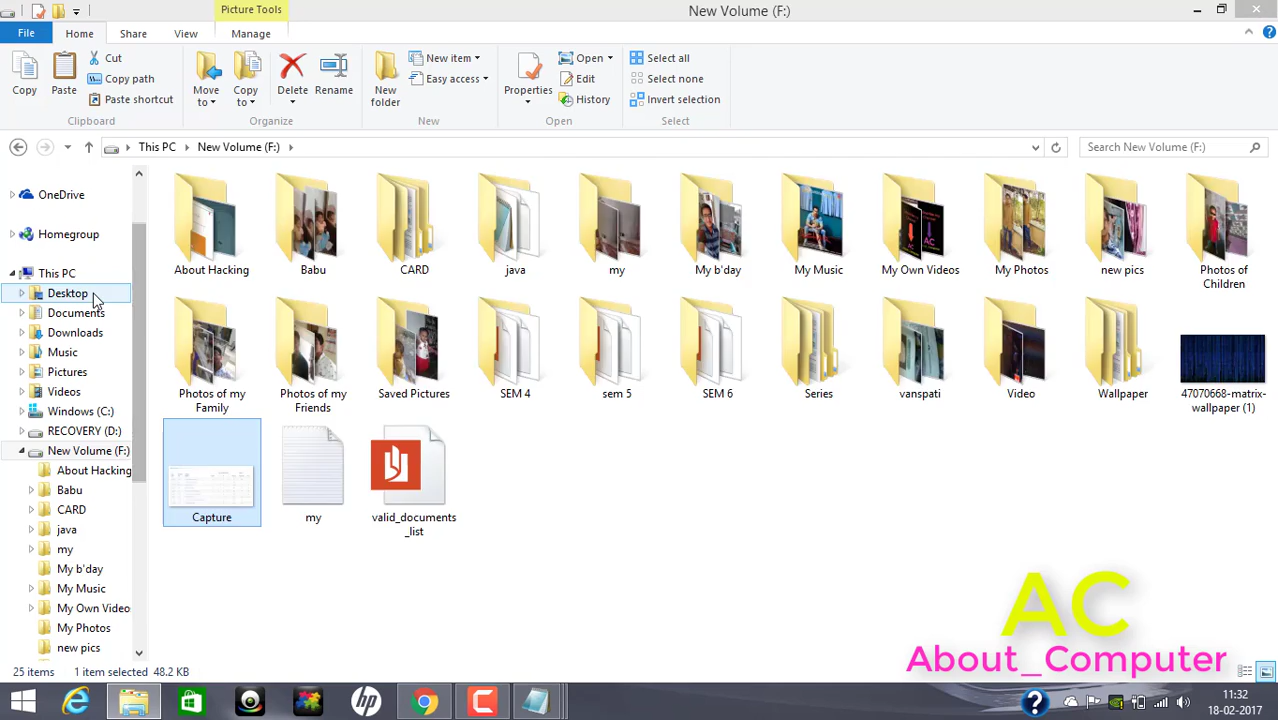 Picture Tools
New Volume (F:)
File
Home
Share
View
Manage
Copy
Paste
Cut
Copy path
Paste shortcut
Clipboard
Move to
Copy to
Delete
Rename
Organize
New folder
New item
Easy access
New
Properties
Open
Edit
History
Open
Select all
Select none
Invert selection
Select
This PC
New Volume (F:)
Search New Volume (F:)
OneDrive
Homegroup
This PC
Desktop
Documents
Downloads
Music
Pictures
Videos
Windows (C:)
RECOVERY (D:)
New Volume (F:)
About Hacking
Babu
CARD
java
my
My b'day
My Music
My Own Video
My Photos
new pics
About Hacking
Babu
CARD
java
my
My b'day
My Music
My Own Videos
My Photos
new pics
Photos of
Children
Photos of my
Family
Photos of my
Friends
Saved Pictures
SEM 4
sem 5
SEM 6
Series
vanspati
Video
Wallpaper
47070668-matrix-
wallpaper (1)
Capture
my
valid_documents
_list
AC
About_Computer
25 items
1 item selected 48.2 KB
11:32
18-02-2017